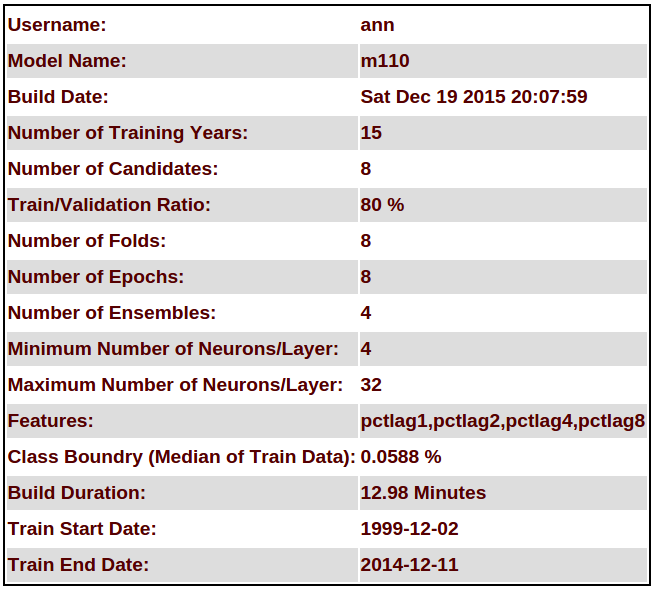 Username: ann
Model Name: m110
Build Date: Sat Dec 19 2015 20:07:59
Number of Training Years: 15
Number of Candidates: 8
Train/Validation Ratio: 80 %
Number of Folds: 8
Number of Epochs: 8
Number of Ensembles: 4
Minimum Number of Neurons/Layer: 4
Maximum Number of Neurons/Layer: 32
Features: pctlag1,pctlag2,pctlag4,pctlag8
Class Boundry (Median of Train Data): 0.0588 %
Build Duration: 12.98 Minutes
Train Start Date: 1999-12-02
Train End Date: 2014-12-11